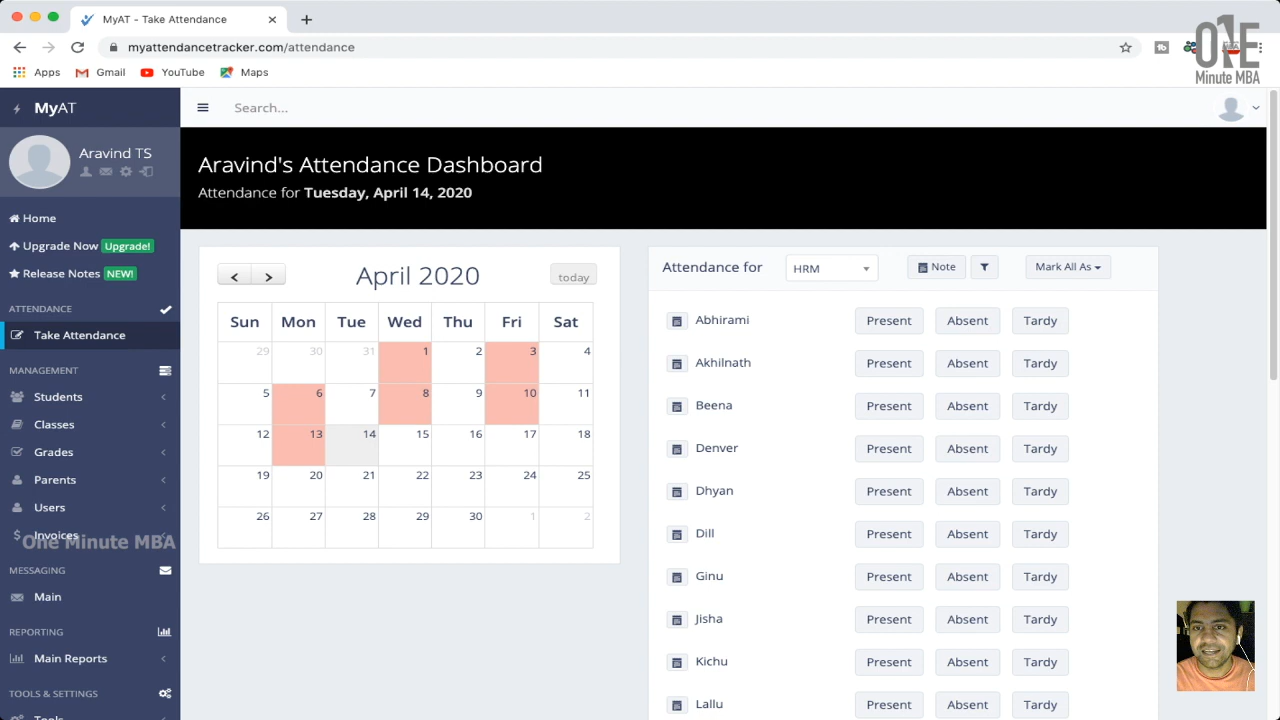 MyAT - Take Attendance
myattendancetracker.com/attendance
Apps Gmail YouTube Maps
ONE
Minute MBA
MyAT
Search...
Aravind TS
Aravind's Attendance Dashboard
Attendance for Tuesday, April 14, 2020
Home
Upgrade Now Upgrade!
Release Notes NEW!
ATTENDANCE
Take Attendance
MANAGEMENT
Students
Classes
Grades
Parents
Users
$ Invoices
One Minute MBA
MESSAGING
Main
REPORTING
Main Reports
TOOLS & SETTINGS
Tools
April 2020
today
Sun Mon Tue Wed Thu Fri Sat
29 30 31 1 2 3 4
5 6 7 8 9 10 11
12 13 14 15 16 17 18
19 20 21 22 23 24 25
26 27 28 29 30 1 2
Attendance for HRM Note Mark All As
Abhirami Present Absent Tardy
Akhilnath Present Absent Tardy
Beena Present Absent Tardy
Denver Present Absent Tardy
Dhyan Present Absent Tardy
Dill Present Absent Tardy
Ginu Present Absent Tardy
Jisha Present Absent Tardy
Kichu Present Absent Tardy
Lallu Present Absent Tardy